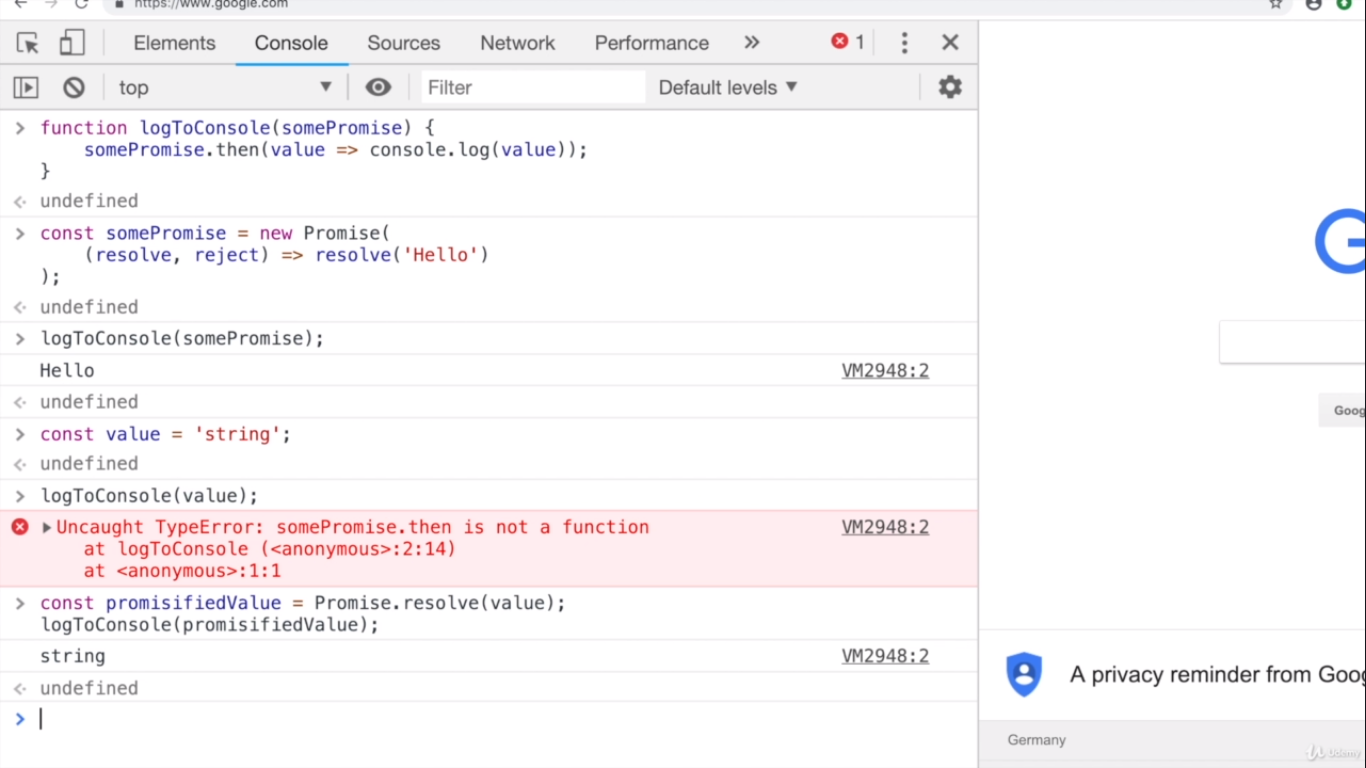 https://www.google.com
Elements Console Sources Network Performance » 1
top Filter Default levels
function logToConsole(somePromise) {
somePromise.then(value => console.log(value));
}
undefined
const somePromise = new Promise(
(resolve, reject) => resolve('Hello')
);
undefined
logToConsole(somePromise);
Hello VM2948:2
undefined
const value = 'string';
undefined
logToConsole(value);
Uncaught TypeError: somePromise.then is not a function VM2948:2
at logToConsole (<anonymous>:2:14)
at <anonymous>:1:1
const promisifiedValue = Promise.resolve(value);
logToConsole(promisifiedValue);
string VM2948:2
undefined
G
Goog
A privacy reminder from Goog
Germany
Udemy